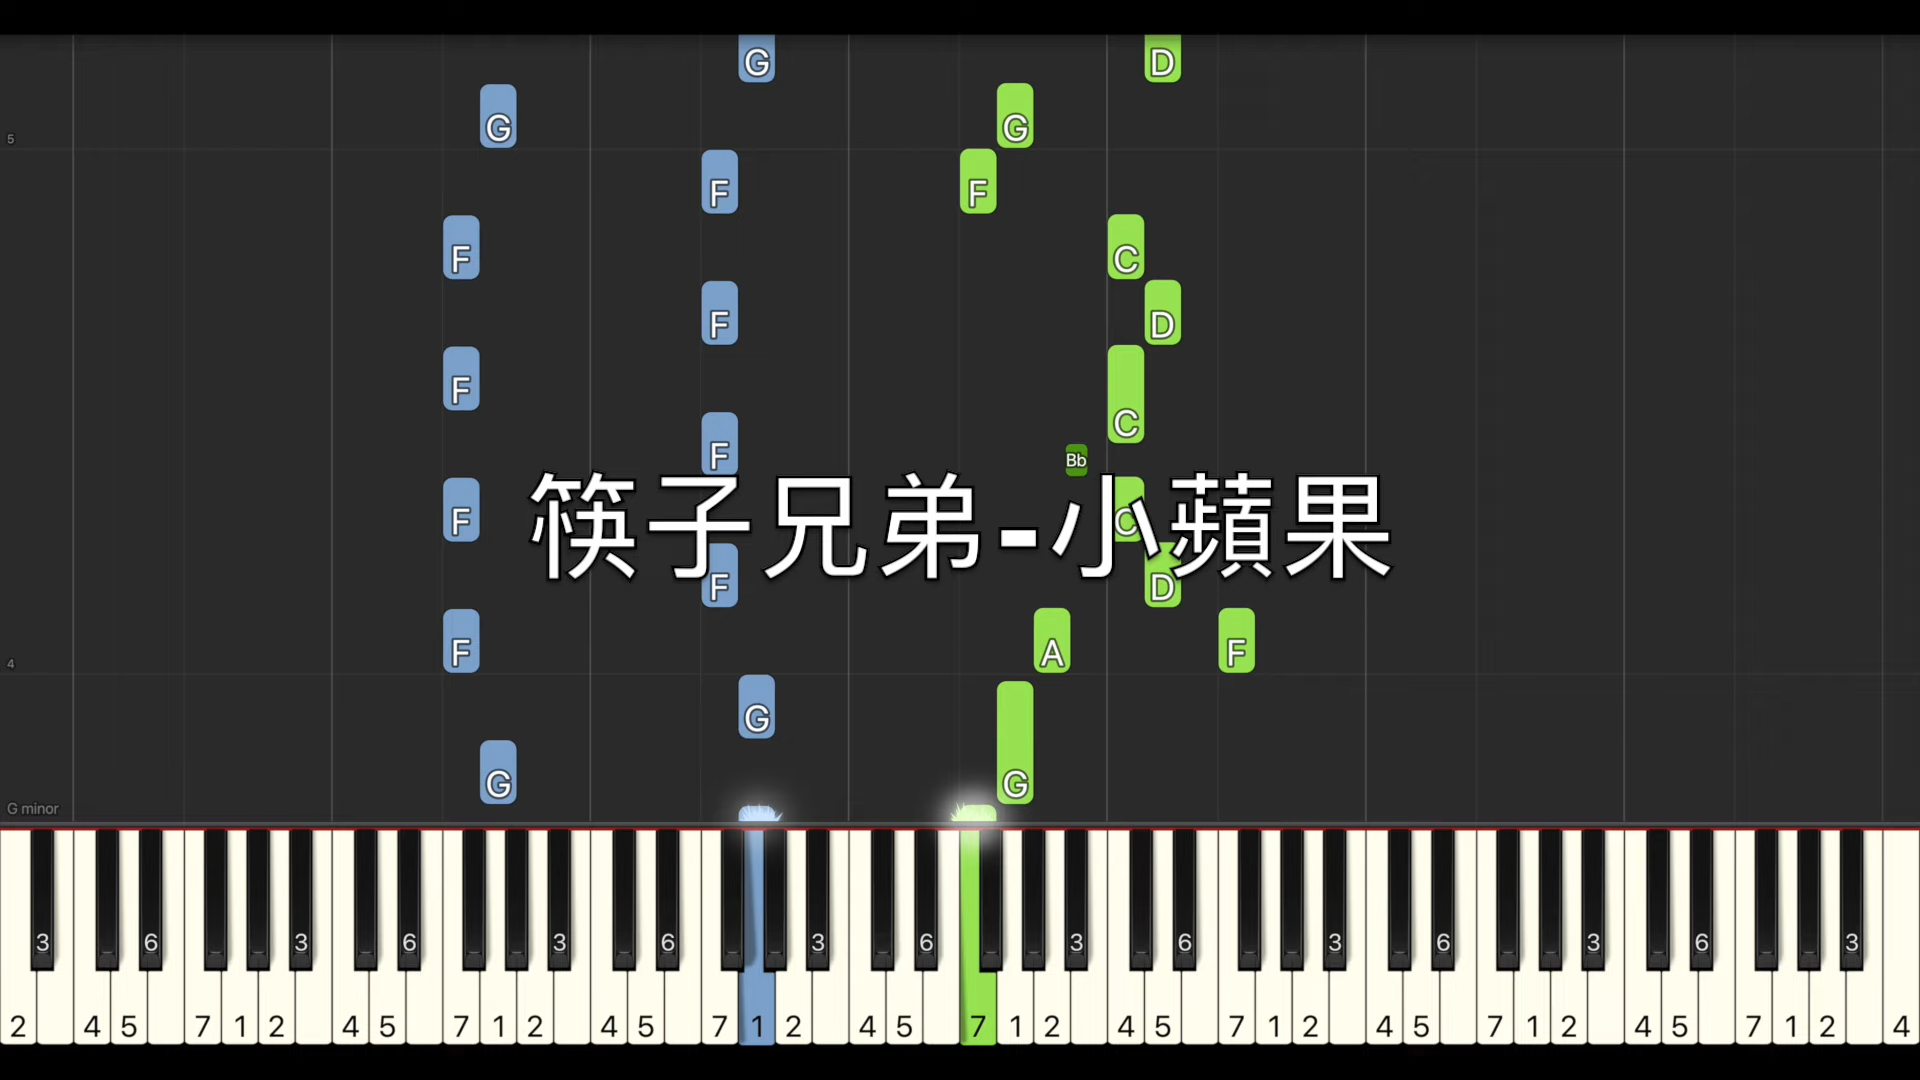 G D
G G
5
F F
F C
F D
F C
F Bb
F C
筷子兄弟-小蘋果
F D
F A F
4
G
G G
G minor
3 6 3 6 3 6 3 6 3 6 3 6 3 6 3
2 4 5 7 1 2 4 5 7 1 2 4 5 7 1 2 4 5 7 1 2 4 5 7 1 2 4 5 7 1 2 4 5 7 1 2 4